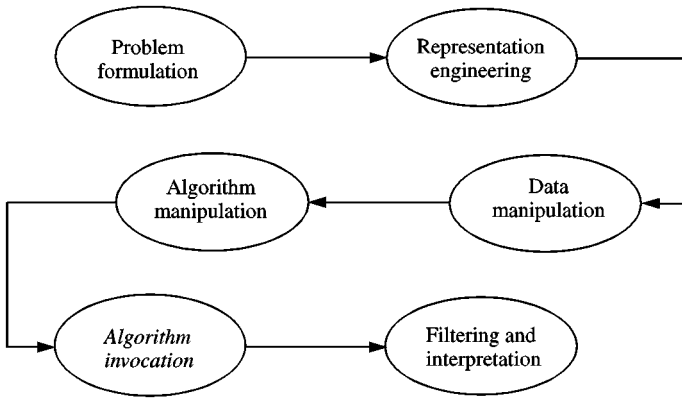 Problem
formulation
Representation
engineering
Data
manipulation
Algorithm
manipulation
Algorithm
invocation
Filtering and
interpretation